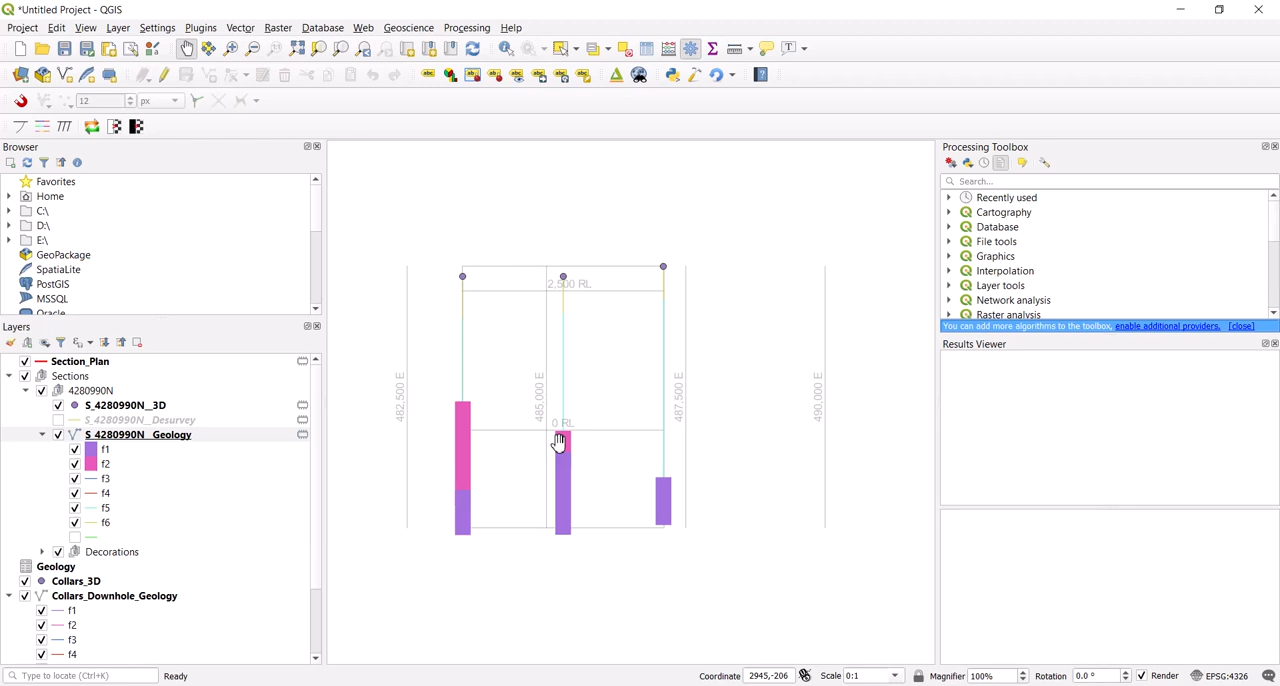 *Untitled Project - QGIS
Project Edit View Layer Settings Plugins Vector Raster Database Web Geoscience Processing Help
12 px
Browser
Favorites
Home
C:\
D:\
E:\
GeoPackage
SpatiaLite
PostGIS
MSSQL
Oracle
Layers
Section_Plan
Sections
4280990N
S_4280990N__3D
S_4280990N__Desurvey
S_4280990N__Geology
f1
f2
f3
f4
f5
f6
Decorations
Geology
Collars_3D
Collars_Downhole_Geology
f1
f2
f3
f4
2,500 RL
0 RL
482,500 E
485,000 E
487,500 E
490,000 E
Processing Toolbox
Search...
Recently used
Cartography
Database
File tools
Graphics
Interpolation
Layer tools
Network analysis
Raster analysis
You can add more algorithms to the toolbox, enable additional providers. [close]
Results Viewer
Type to locate (Ctrl+K) Ready Coordinate 2945,-206 Scale 0:1 Magnifier 100% Rotation 0.0 ° Render EPSG:4326